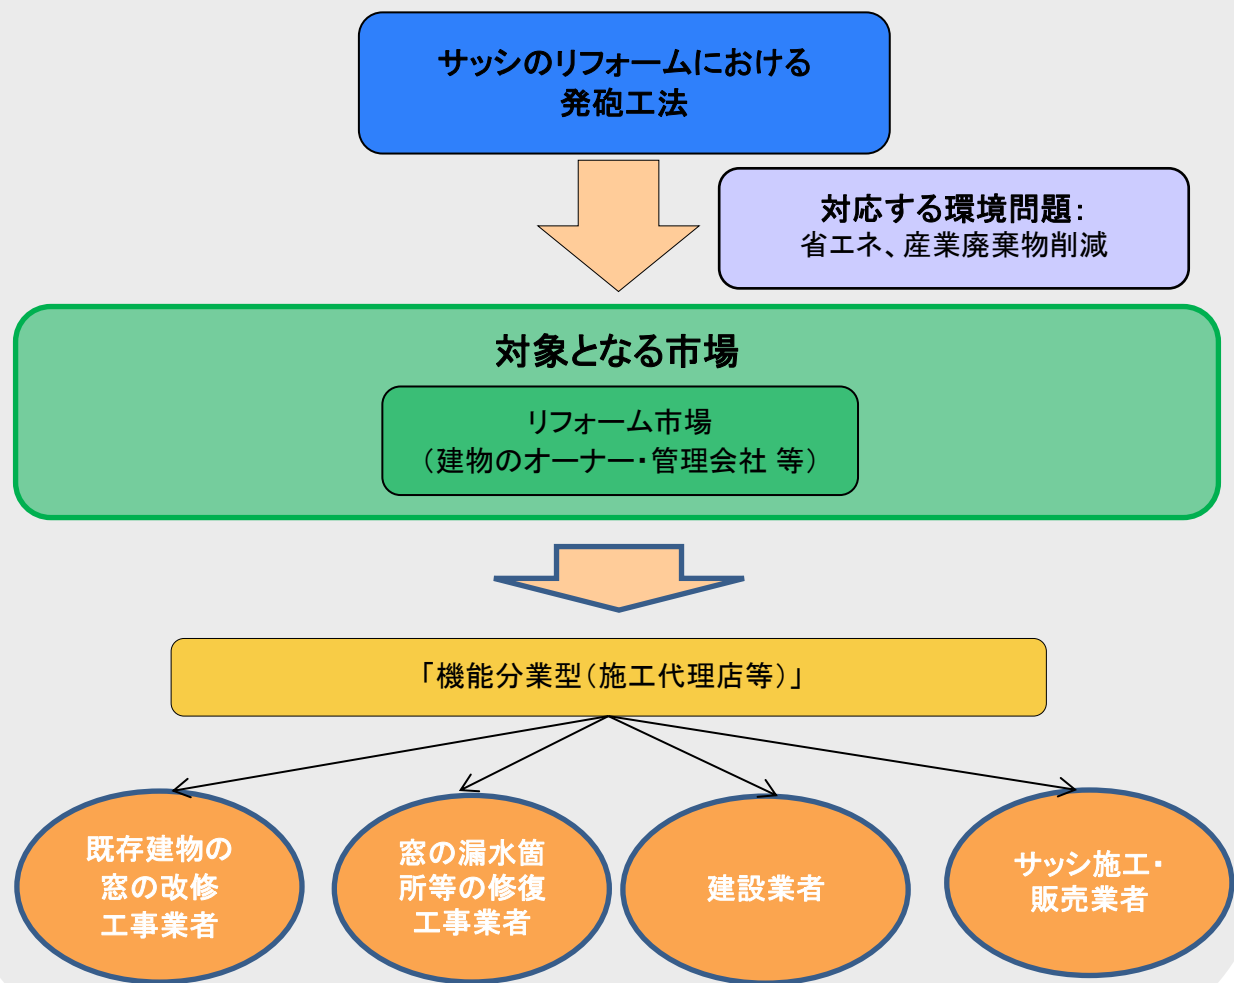 サッシのリフォームにおける
発砲工法
対応する環境問題：
省エネ、産業廃棄物削減
対象となる市場
リフォーム市場
（建物のオーナー・管理会社 等）
「機能分業型（施工代理店等）」
既存建物の
窓の改修
工事業者
窓の漏水箇
所等の修復
工事業者
建設業者
サッシ施工・
販売業者